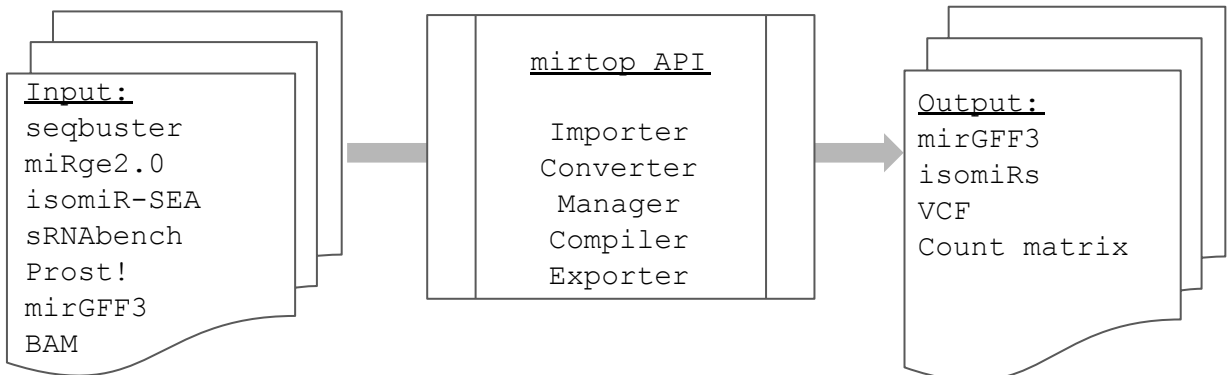 Input:
seqbuster
miRge2.0
isomiR-SEA
sRNAbench
Prost!
mirGFF3
BAM
mirtop API
Importer
Converter
Manager
Compiler
Exporter
Output:
mirGFF3
isomiRs
VCF
Count matrix